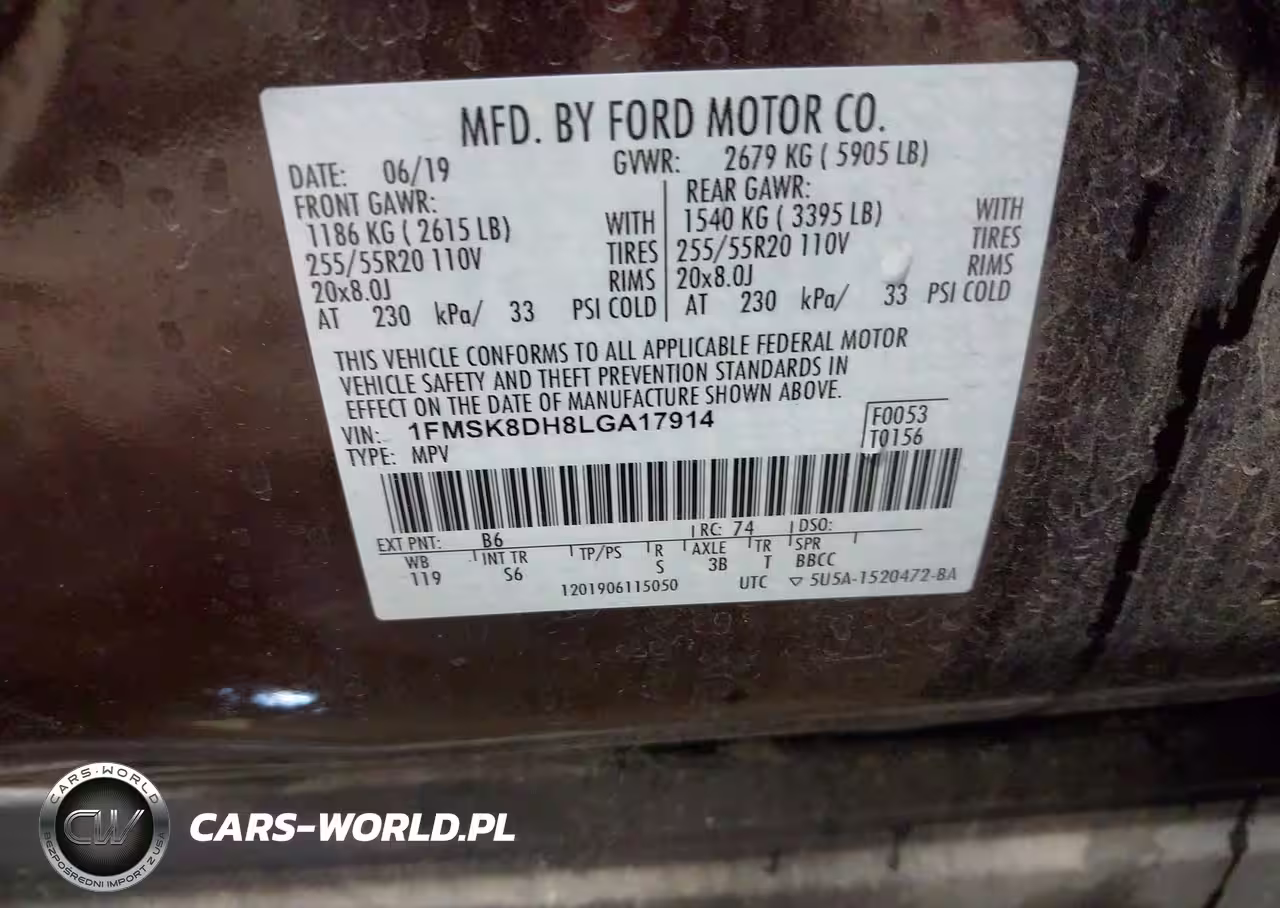 MFD. BY FORD MOTOR CO.
DATE: 06/19 GVWR: 2679 KG ( 5905 LB)
FRONT GAWR: REAR GAWR:
1186 KG ( 2615 LB) WITH 1540 KG ( 3395 LB) WITH
255/55R20 110V TIRES 255/55R20 110V TIRES
20x8.0J RIMS 20x8.0J RIMS
AT 230 kPa/ 33 PSI COLD AT 230 kPa/ 33 PSI COLD
THIS VEHICLE CONFORMS TO ALL APPLICABLE FEDERAL MOTOR
VEHICLE SAFETY AND THEFT PREVENTION STANDARDS IN
EFFECT ON THE DATE OF MANUFACTURE SHOWN ABOVE.
VIN: 1FMSK8DH8LGA17914 F0053
TYPE: MPV T0156
EXT PNT: B6 RC: 74 DSO:
WB INT TR TP/PS R AXLE TR SPR
119 S6 S 3B T BBCC
1201906115050 UTC ▽ 5U5A-1520472-BA
CARS-WORLD
CW
BEZPOŚREDNI IMPORT Z USA
CARS-WORLD.PL